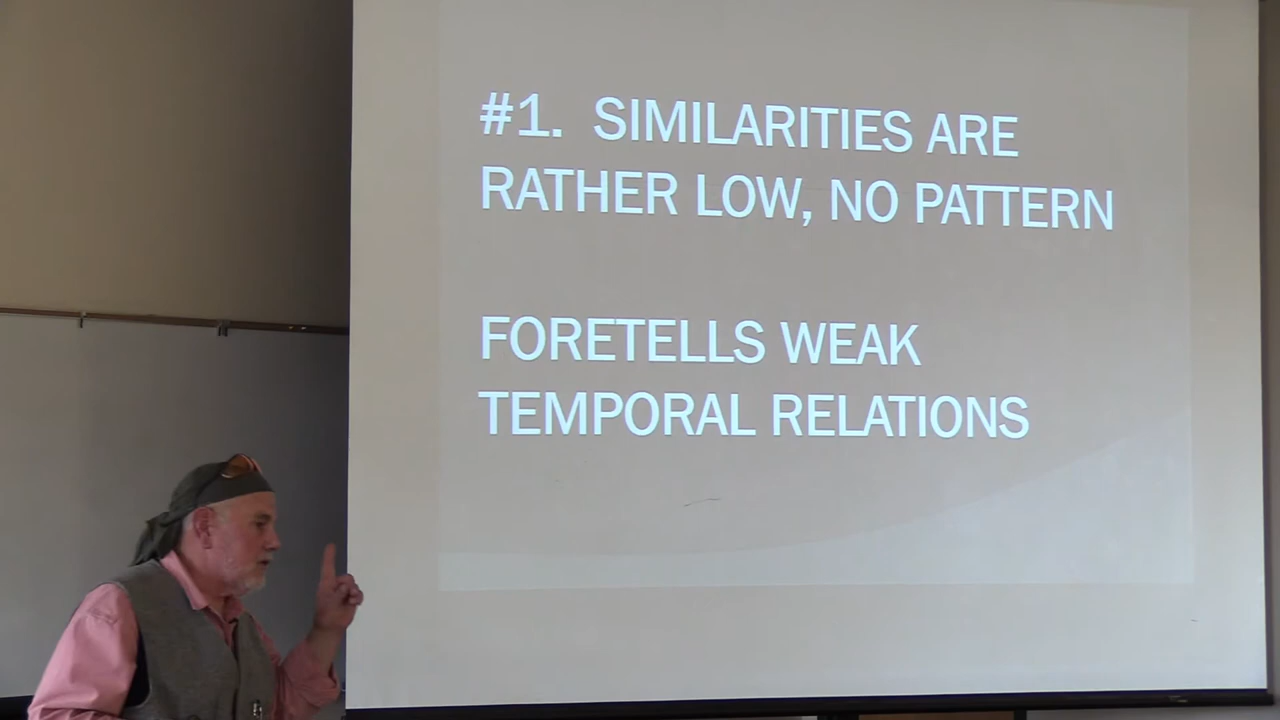 #1. SIMILARITIES ARE
RATHER LOW, NO PATTERN
FORETELLS WEAK
TEMPORAL RELATIONS